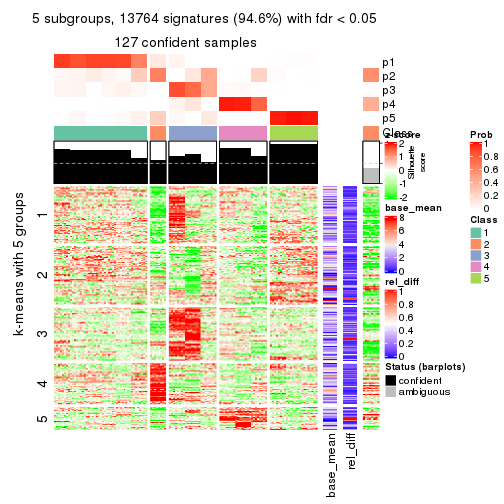 5 subgroups, 13764 signatures (94.6%) with fdr < 0.05
127 confident samples
p1
p2
p3
p4
p5
Class
Silhouette
score
k-means with 5 groups
1
2
3
4
5
base_mean
rel_diff
z-score
2
1
0
-1
-2
base_mean
8
6
4
2
0
rel_diff
1
0.8
0.6
0.4
0.2
0
Status (barplots)
confident
ambiguous
Prob
1
0.8
0.6
0.4
0.2
0
Class
1
2
3
4
5